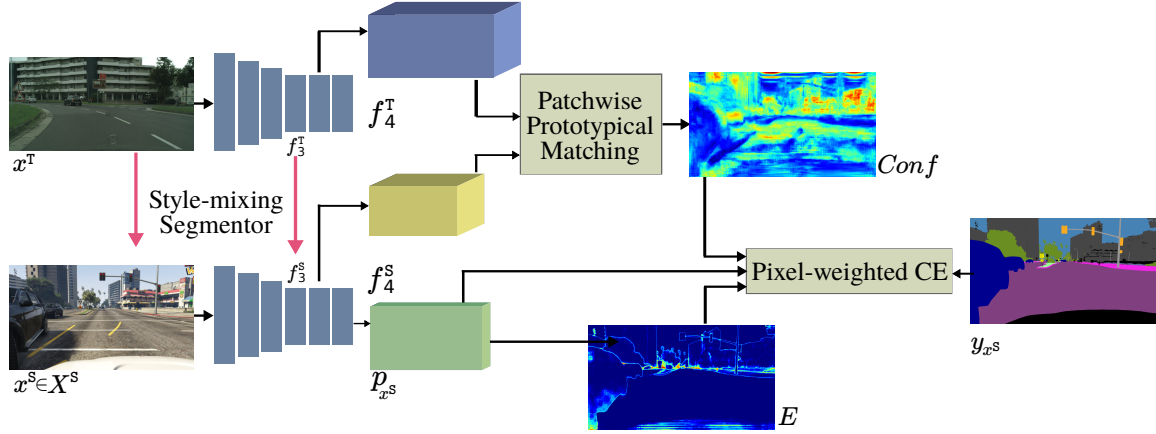 x^T
f_3^T
f_4^T
Patchwise
Prototypical
Matching
Conf
Style-mixing
Segmentor
x^S∈X^S
f_3^S
f_4^S
p_{x^S}
Pixel-weighted CE
E
y_{x^S}